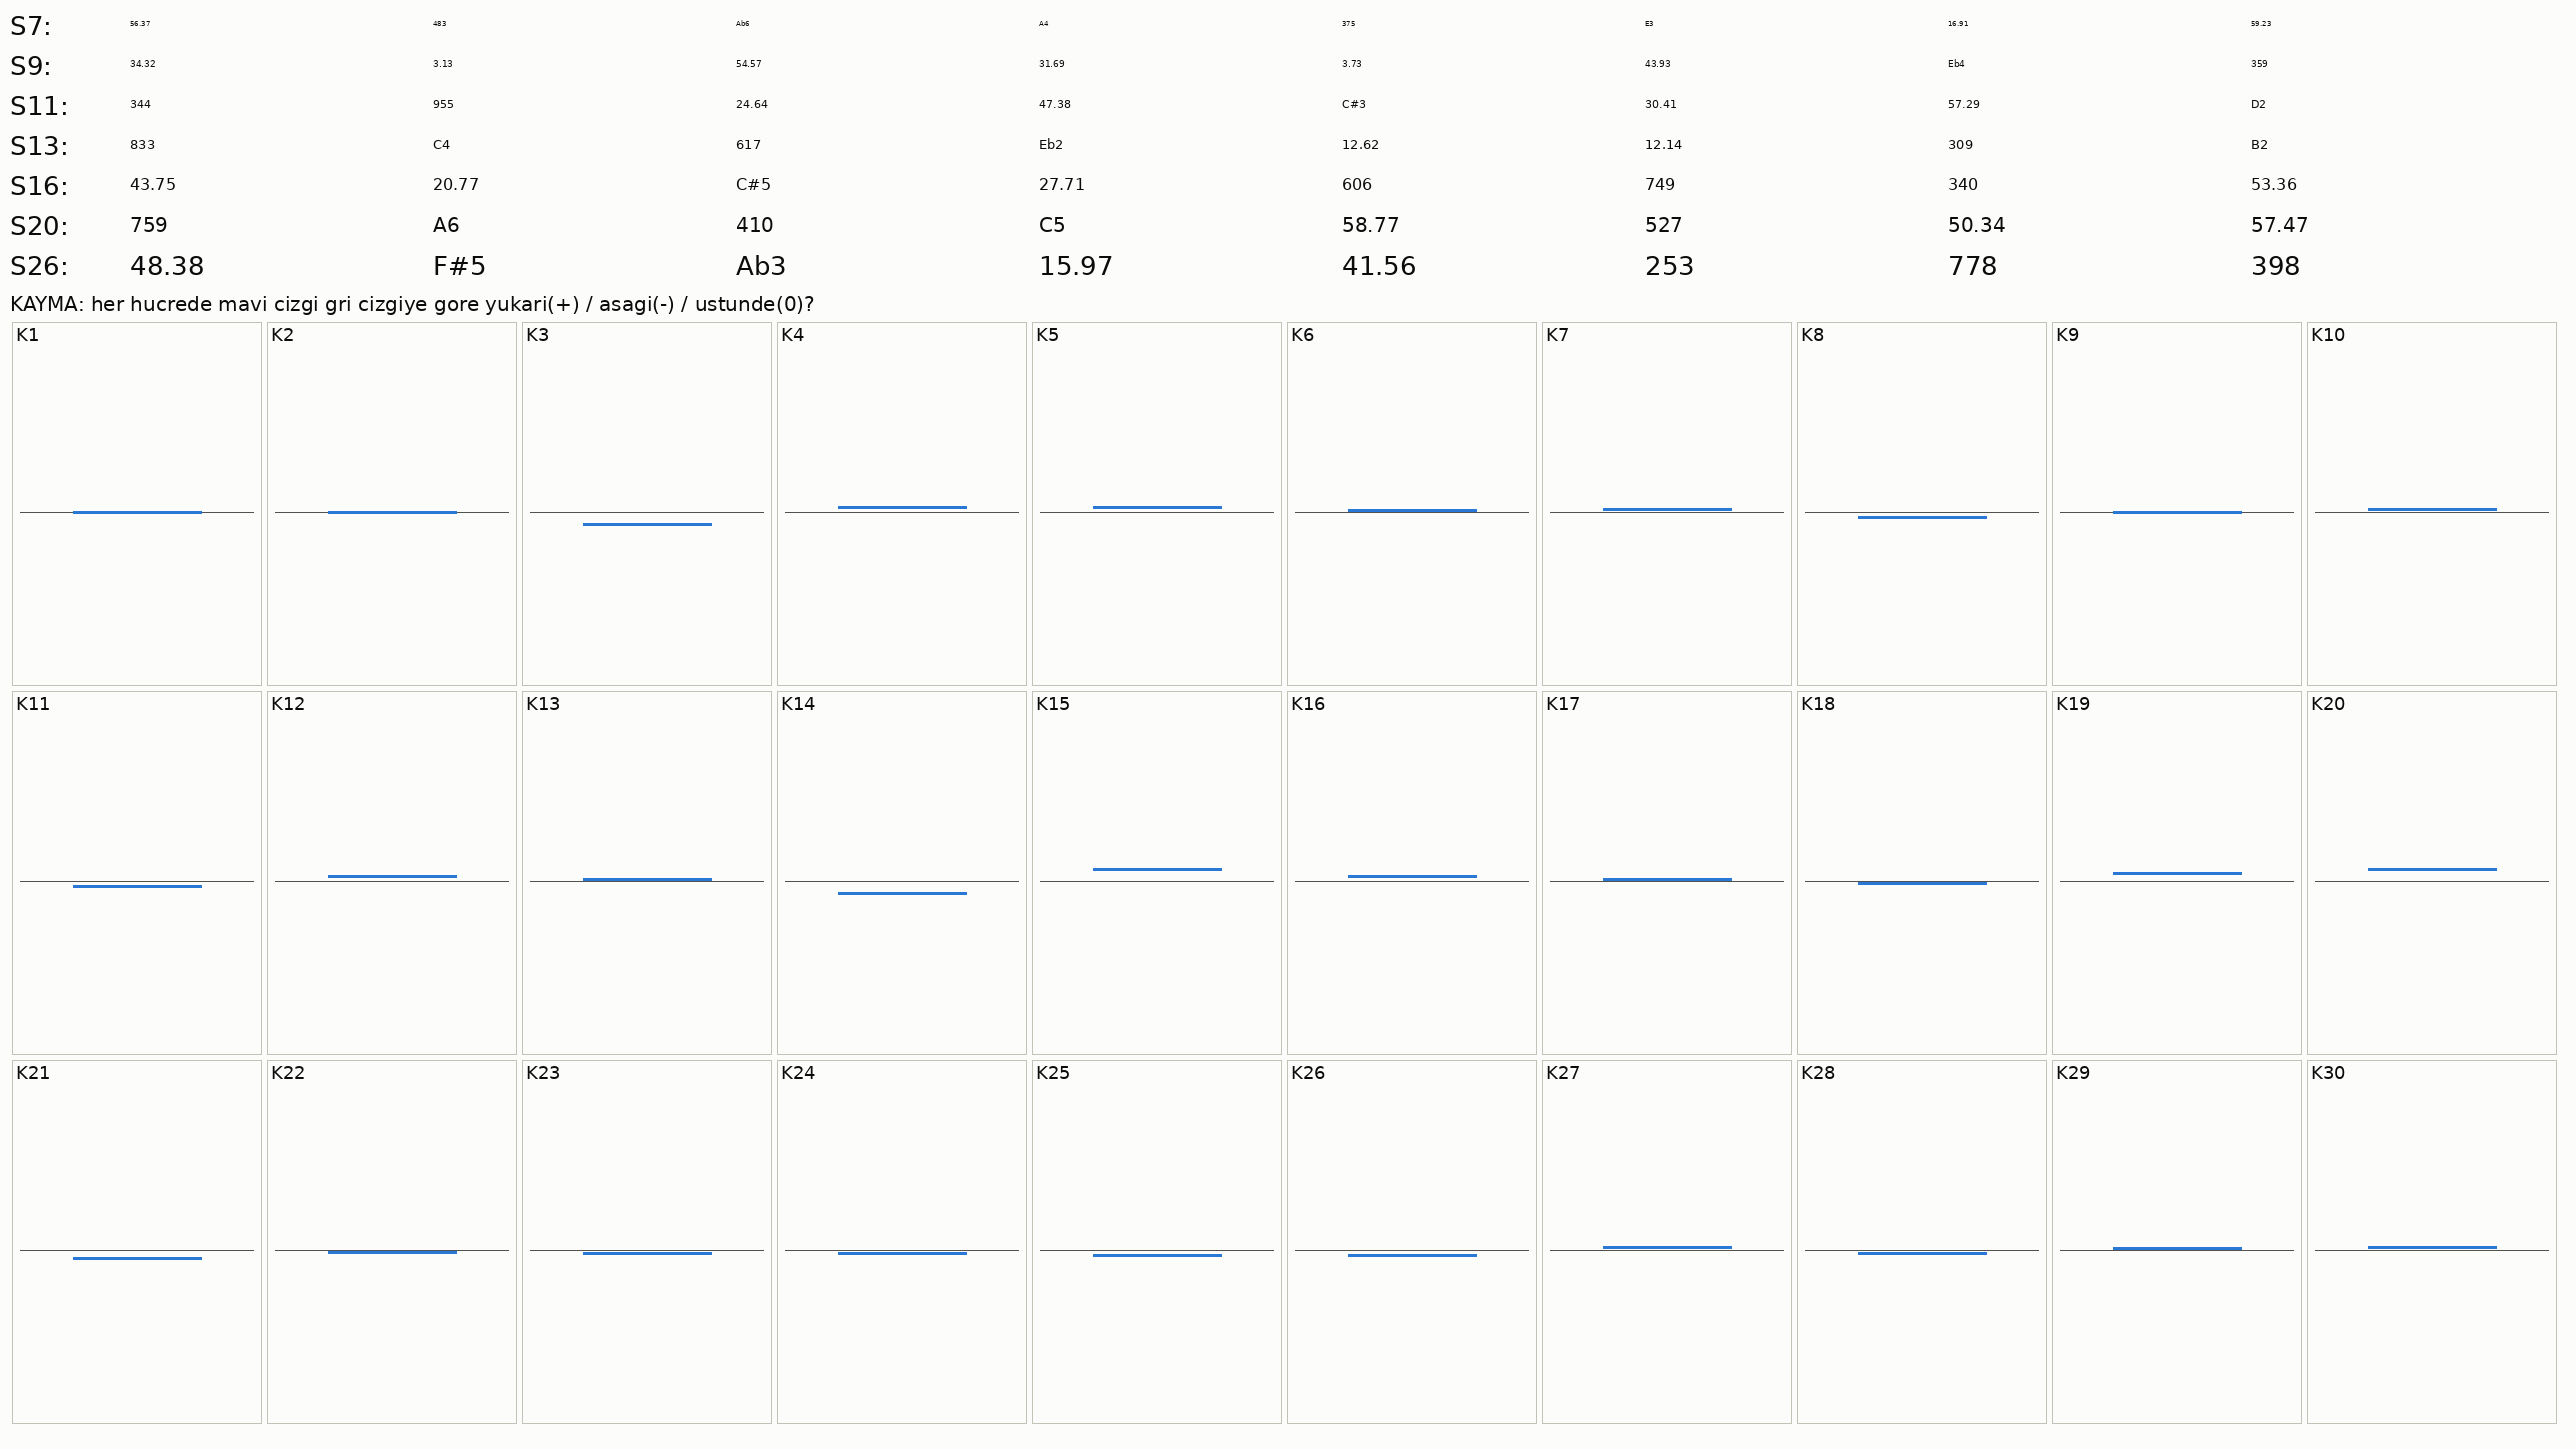 S7: 56.37 483 Ab6 A4 375 E3 16.91 59.23
S9: 34.32 3.13 54.57 31.69 3.73 43.93 Eb4 359
S11: 344 955 24.64 47.38 C#3 30.41 57.29 D2
S13: 833 C4 617 Eb2 12.62 12.14 309 B2
S16: 43.75 20.77 C#5 27.71 606 749 340 53.36
S20: 759 A6 410 C5 58.77 527 50.34 57.47
S26: 48.38 F#5 Ab3 15.97 41.56 253 778 398
KAYMA: her hucrede mavi cizgi gri cizgiye gore yukari(+) / asagi(-) / ustunde(0)?
K1 K2 K3 K4 K5 K6 K7 K8 K9 K10
K11 K12 K13 K14 K15 K16 K17 K18 K19 K20
K21 K22 K23 K24 K25 K26 K27 K28 K29 K30